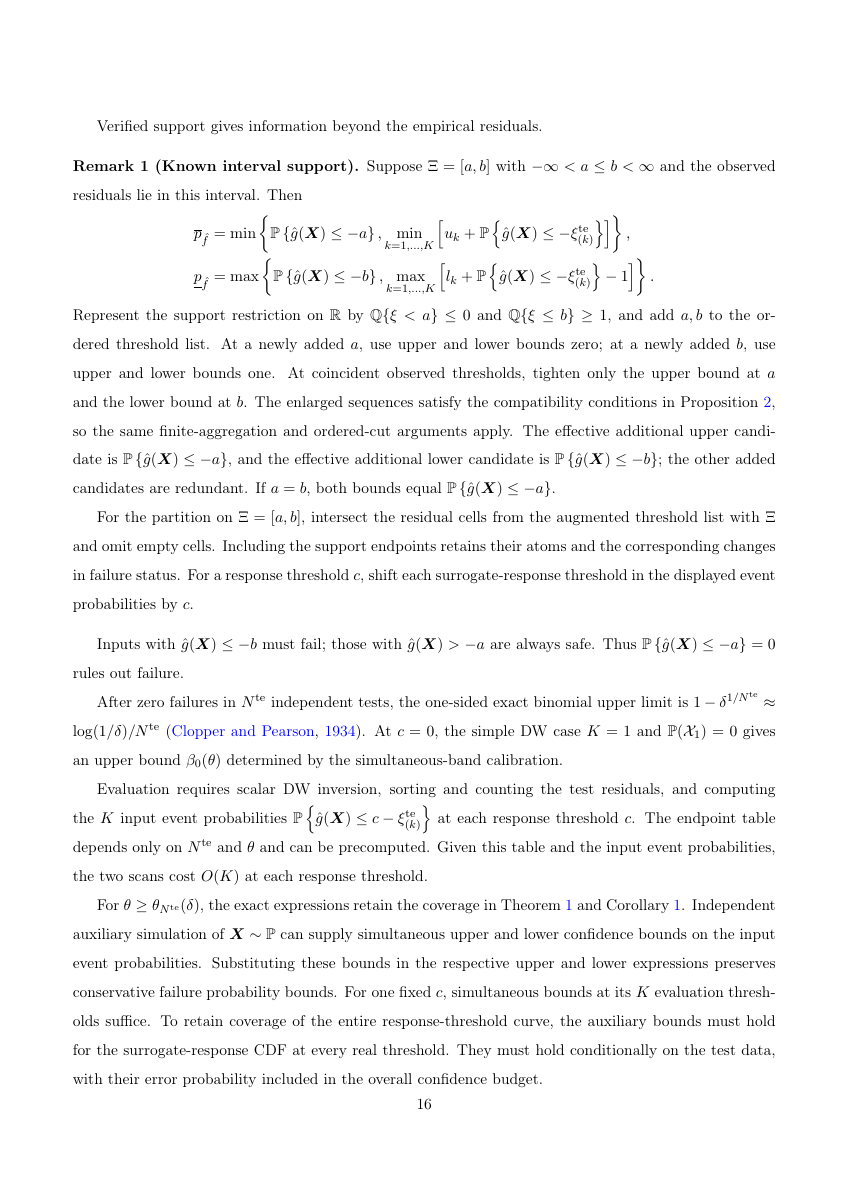 Verified support gives information beyond the empirical residuals.
Remark 1 (Known interval support). Suppose Ξ = [a, b] with −∞ < a ≤ b < ∞ and the observed
residuals lie in this interval. Then
p̅_f̂ = min { ℙ {ĝ(X) ≤ −a} , min_{k=1,...,K} [ u_k + ℙ { ĝ(X) ≤ −ξ^te_(k) } ] } ,
p̲_f̂ = max { ℙ {ĝ(X) ≤ −b} , max_{k=1,...,K} [ l_k + ℙ { ĝ(X) ≤ −ξ^te_(k) } − 1 ] } .
Represent the support restriction on ℝ by ℚ{ξ < a} ≤ 0 and ℚ{ξ ≤ b} ≥ 1, and add a, b to the or-
dered threshold list. At a newly added a, use upper and lower bounds zero; at a newly added b, use
upper and lower bounds one. At coincident observed thresholds, tighten only the upper bound at a
and the lower bound at b. The enlarged sequences satisfy the compatibility conditions in Proposition 2,
so the same finite-aggregation and ordered-cut arguments apply. The effective additional upper candi-
date is ℙ {ĝ(X) ≤ −a}, and the effective additional lower candidate is ℙ {ĝ(X) ≤ −b}; the other added
candidates are redundant. If a = b, both bounds equal ℙ {ĝ(X) ≤ −a}.
For the partition on Ξ = [a, b], intersect the residual cells from the augmented threshold list with Ξ
and omit empty cells. Including the support endpoints retains their atoms and the corresponding changes
in failure status. For a response threshold c, shift each surrogate-response threshold in the displayed event
probabilities by c.
Inputs with ĝ(X) ≤ −b must fail; those with ĝ(X) > −a are always safe. Thus ℙ {ĝ(X) ≤ −a} = 0
rules out failure.
After zero failures in N^te independent tests, the one-sided exact binomial upper limit is 1 − δ^{1/N^te} ≈
log(1/δ)/N^te (Clopper and Pearson, 1934). At c = 0, the simple DW case K = 1 and ℙ(𝒳_1) = 0 gives
an upper bound β_0(θ) determined by the simultaneous-band calibration.
Evaluation requires scalar DW inversion, sorting and counting the test residuals, and computing
the K input event probabilities ℙ { ĝ(X) ≤ c − ξ^te_(k) } at each response threshold c. The endpoint table
depends only on N^te and θ and can be precomputed. Given this table and the input event probabilities,
the two scans cost O(K) at each response threshold.
For θ ≥ θ_{N^te}(δ), the exact expressions retain the coverage in Theorem 1 and Corollary 1. Independent
auxiliary simulation of X ∼ ℙ can supply simultaneous upper and lower confidence bounds on the input
event probabilities. Substituting these bounds in the respective upper and lower expressions preserves
conservative failure probability bounds. For one fixed c, simultaneous bounds at its K evaluation thresh-
olds suffice. To retain coverage of the entire response-threshold curve, the auxiliary bounds must hold
for the surrogate-response CDF at every real threshold. They must hold conditionally on the test data,
with their error probability included in the overall confidence budget.
16